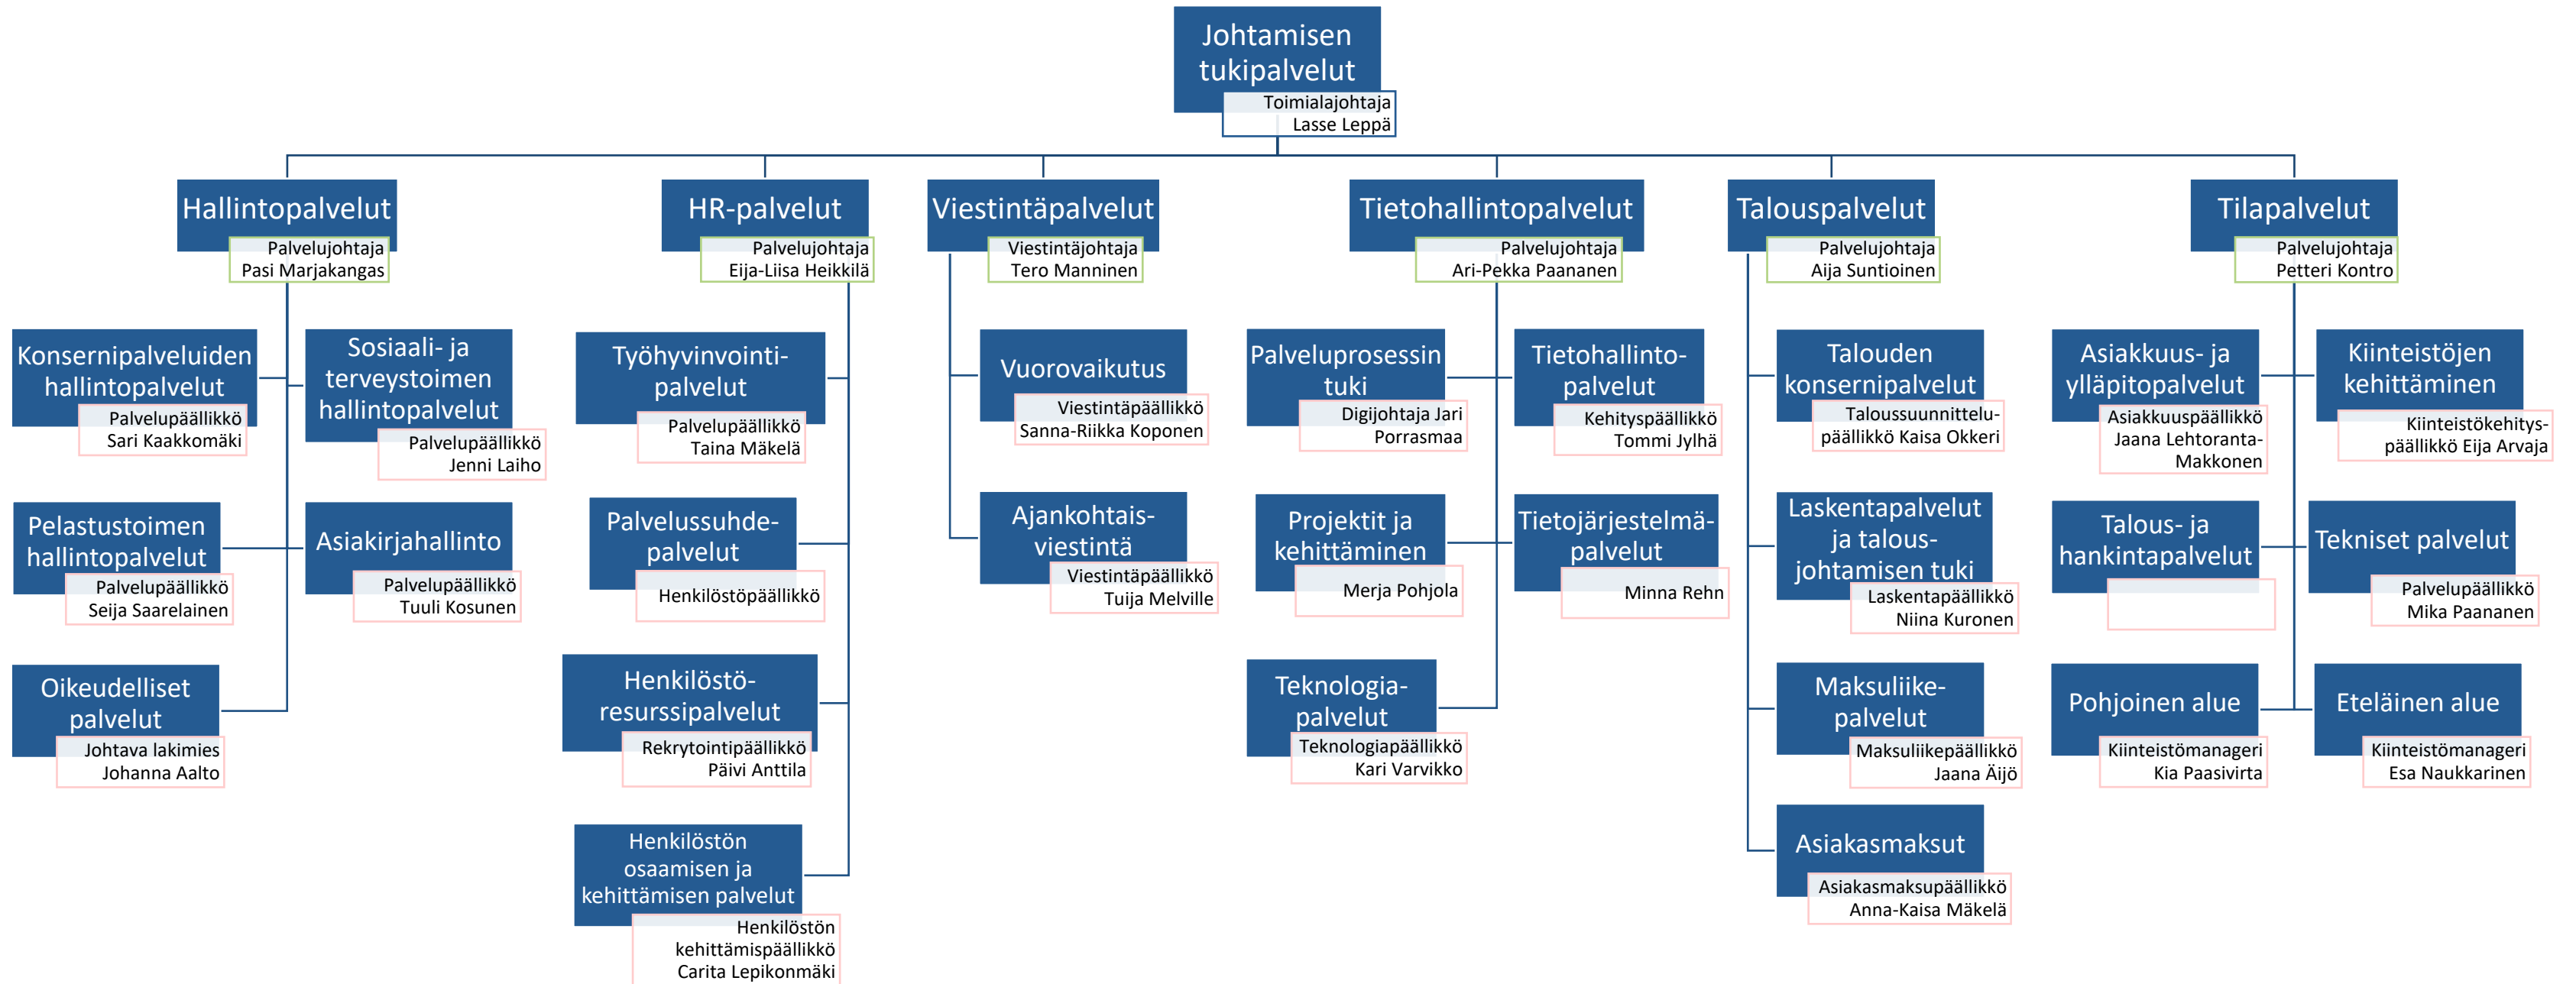 Johtamisen
tukipalvelut
Toimialajohtaja
Lasse Leppä
Hallintopalvelut
Palvelujohtaja
Pasi Marjakangas
Konsernipalveluiden
hallintopalvelut
Palvelupäällikkö
Sari Kaakkomäki
Sosiaali- ja
terveystoimen
hallintopalvelut
Palvelupäällikkö
Jenni Laiho
Pelastustoimen
hallintopalvelut
Palvelupäällikkö
Seija Saarelainen
Asiakirjahallinto
Palvelupäällikkö
Tuuli Kosunen
Oikeudelliset
palvelut
Johtava lakimies
Johanna Aalto
HR-palvelut
Palvelujohtaja
Eija-Liisa Heikkilä
Työhyvinvointi-
palvelut
Palvelupäällikkö
Taina Mäkelä
Palvelussuhde-
palvelut
Henkilöstöpäällikkö
Henkilöstö-
resurssipalvelut
Rekrytointipäällikkö
Päivi Anttila
Henkilöstön
osaamisen ja
kehittämisen palvelut
Henkilöstön
kehittämispäällikkö
Carita Lepikonmäki
Viestintäpalvelut
Viestintäjohtaja
Tero Manninen
Vuorovaikutus
Viestintäpäällikkö
Sanna-Riikka Koponen
Ajankohtais-
viestintä
Viestintäpäällikkö
Tuija Melville
Tietohallintopalvelut
Palvelujohtaja
Ari-Pekka Paananen
Palveluprosessin
tuki
Digijohtaja Jari
Porrasmaa
Tietohallinto-
palvelut
Kehityspäällikkö
Tommi Jylhä
Projektit ja
kehittäminen
Merja Pohjola
Tietojärjestelmä-
palvelut
Minna Rehn
Teknologia-
palvelut
Teknologiapäällikkö
Kari Varvikko
Talouspalvelut
Palvelujohtaja
Aija Suntioinen
Talouden
konsernipalvelut
Taloussuunnittelu-
päällikkö Kaisa Okkeri
Laskentapalvelut
ja talous-
johtamisen tuki
Laskentapäällikkö
Niina Kuronen
Maksuliike-
palvelut
Maksuliikepäällikkö
Jaana Äijö
Asiakasmaksut
Asiakasmaksupäällikkö
Anna-Kaisa Mäkelä
Tilapalvelut
Palvelujohtaja
Petteri Kontro
Asiakkuus- ja
ylläpitopalvelut
Asiakkuuspäällikkö
Jaana Lehtoranta-
Makkonen
Kiinteistöjen
kehittäminen
Kiinteistökehitys-
päällikkö Eija Arvaja
Talous- ja
hankintapalvelut
Tekniset palvelut
Palvelupäällikkö
Mika Paananen
Pohjoinen alue
Kiinteistömanageri
Kia Paasivirta
Eteläinen alue
Kiinteistömanageri
Esa Naukkarinen